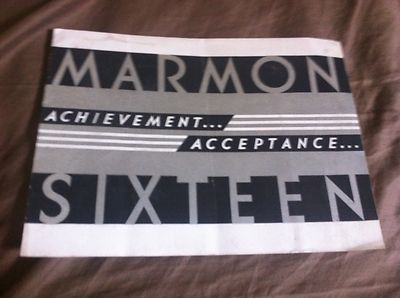 MARMON
ACHIEVEMENT...
ACCEPTANCE...
SIXTEEN